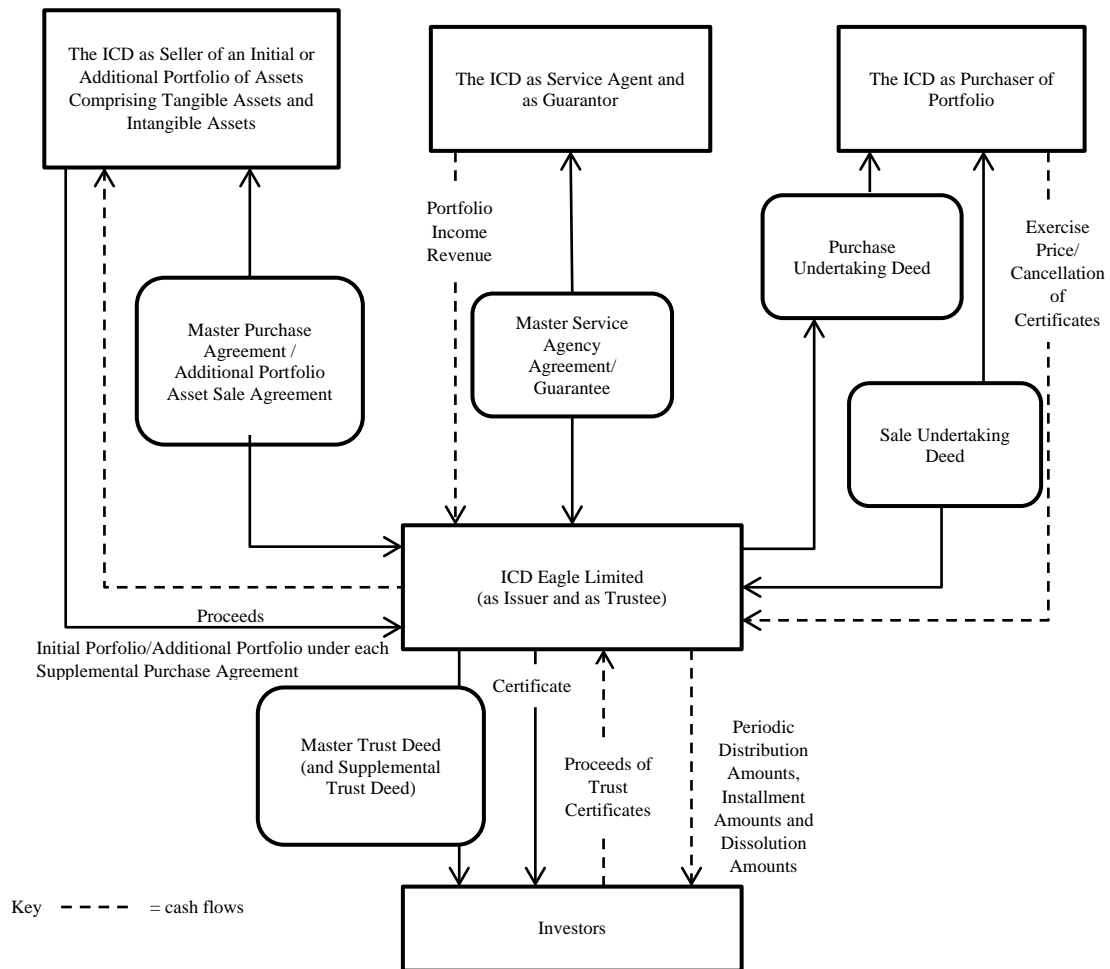 The ICD as Seller of an Initial or
Additional Portfolio of Assets
Comprising Tangible Assets and
Intangible Assets
The ICD as Service Agent and
as Guarantor
The ICD as Purchaser of
Portfolio
Portfolio
Income
Revenue
Purchase
Undertaking Deed
Exercise
Price/
Cancellation
of
Certificates
Master Purchase
Agreement /
Additional Portfolio
Asset Sale Agreement
Master Service
Agency
Agreement/
Guarantee
Sale Undertaking
Deed
ICD Eagle Limited
(as Issuer and as Trustee)
Proceeds
Initial Porfolio/Additional Portfolio under each
Supplemental Purchase Agreement
Certificate
Master Trust Deed
(and Supplemental
Trust Deed)
Proceeds of
Trust
Certificates
Periodic
Distribution
Amounts,
Installment
Amounts and
Dissolution
Amounts
Key = cash flows
Investors